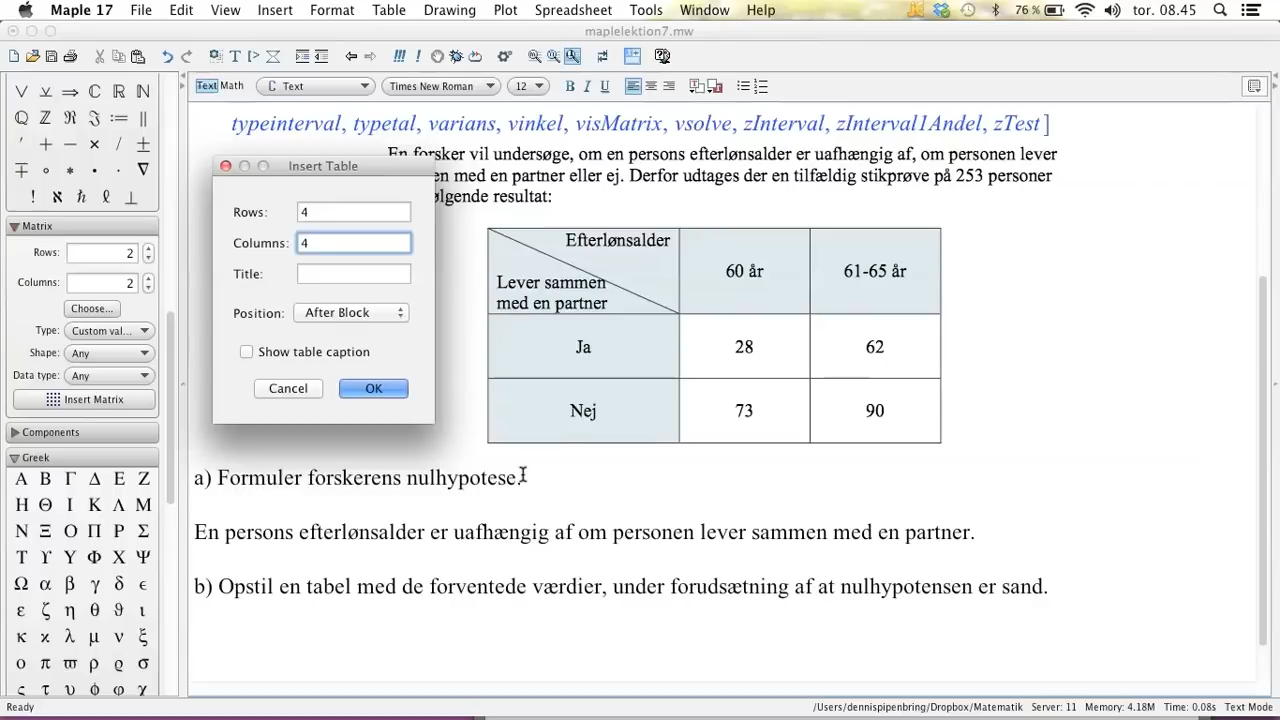 Maple 17 File Edit View Insert Format Table Drawing Plot Spreadsheet Tools Window Help 76 % tor. 08.45
maplelektion7.mw
Text Math C Text Times New Roman 12 B I U
typeinterval, typetal, varians, vinkel, visMatrix, vsolve, zInterval, zInterval1Andel, zTest ]
En forsker vil undersøge, om en persons efterlønsalder er uafhængig af, om personen lever
en med en partner eller ej. Derfor udtages der en tilfældig stikprøve på 253 personer
ølgende resultat:
Insert Table
Rows: 4
Columns: 4
Title:
Position: After Block
Show table caption
Cancel OK
Efterlønsalder
Lever sammen
med en partner
60 år 61-65 år
Ja 28 62
Nej 73 90
a) Formuler forskerens nulhypotese.
En persons efterlønsalder er uafhængig af om personen lever sammen med en partner.
b) Opstil en tabel med de forventede værdier, under forudsætning af at nulhypotensen er sand.
∨ ⊻ ⇒ ℂ ℝ ℕ
ℚ ℤ ℜ ℑ := ||
' + − × / ±
∓ ∘ * · . ∇
! ℵ ℏ ℓ ⊥
Matrix
Rows: 2
Columns: 2
Choose...
Type: Custom val...
Shape: Any
Data type: Any
Insert Matrix
Components
Greek
Α Β Γ Δ Ε Ζ
Η Θ Ι Κ Λ Μ
Ν Ξ Ο Π Ρ Σ
Τ Υ ϒ Φ Χ Ψ
Ω α β γ δ ϵ
ε ζ η θ ϑ ι
κ ϰ λ μ ν ξ
ο π ϖ ρ ϱ σ
ς τ υ φ ϕ χ
Ready /Users/dennispipenbring/Dropbox/Matematik Server: 11 Memory: 4.18M Time: 0.08s Text Mode